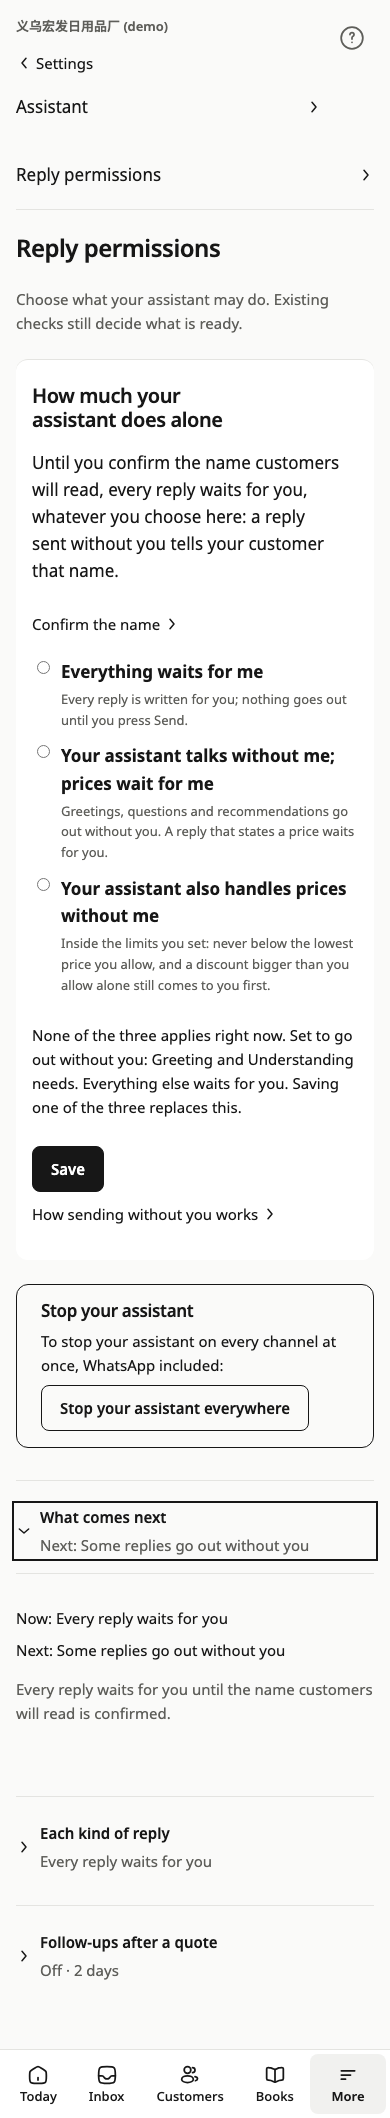 义乌宏发日用品厂 (demo)
Settings
Assistant
Reply permissions
Reply permissions
Choose what your assistant may do. Existing
checks still decide what is ready.
How much your
assistant does alone
Until you confirm the name customers
will read, every reply waits for you,
whatever you choose here: a reply
sent without you tells your customer
that name.
Confirm the name
Everything waits for me
Every reply is written for you; nothing goes out
until you press Send.
Your assistant talks without me;
prices wait for me
Greetings, questions and recommendations go
out without you. A reply that states a price waits
for you.
Your assistant also handles prices
without me
Inside the limits you set: never below the lowest
price you allow, and a discount bigger than you
allow alone still comes to you first.
None of the three applies right now. Set to go
out without you: Greeting and Understanding
needs. Everything else waits for you. Saving
one of the three replaces this.
Save
How sending without you works
Stop your assistant
To stop your assistant on every channel at
once, WhatsApp included:
Stop your assistant everywhere
What comes next
Next: Some replies go out without you
Now: Every reply waits for you
Next: Some replies go out without you
Every reply waits for you until the name customers
will read is confirmed.
Each kind of reply
Every reply waits for you
Follow-ups after a quote
Off · 2 days
Today
Inbox
Customers
Books
More